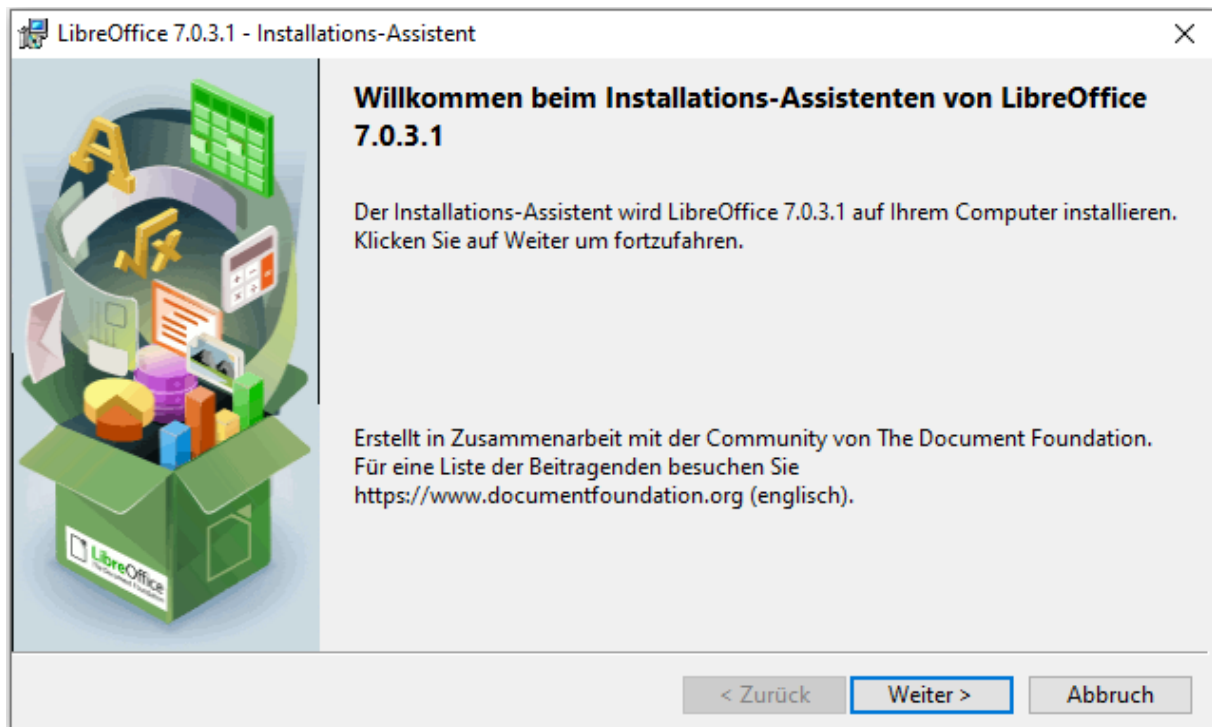 LibreOffice 7.0.3.1 - Installations-Assistent
Willkommen beim Installations-Assistenten von LibreOffice
7.0.3.1
Der Installations-Assistent wird LibreOffice 7.0.3.1 auf Ihrem Computer installieren.
Klicken Sie auf Weiter um fortzufahren.
Erstellt in Zusammenarbeit mit der Community von The Document Foundation.
Für eine Liste der Beitragenden besuchen Sie
https://www.documentfoundation.org (englisch).
LibreOffice
The Document Foundation
< Zurück
Weiter >
Abbruch